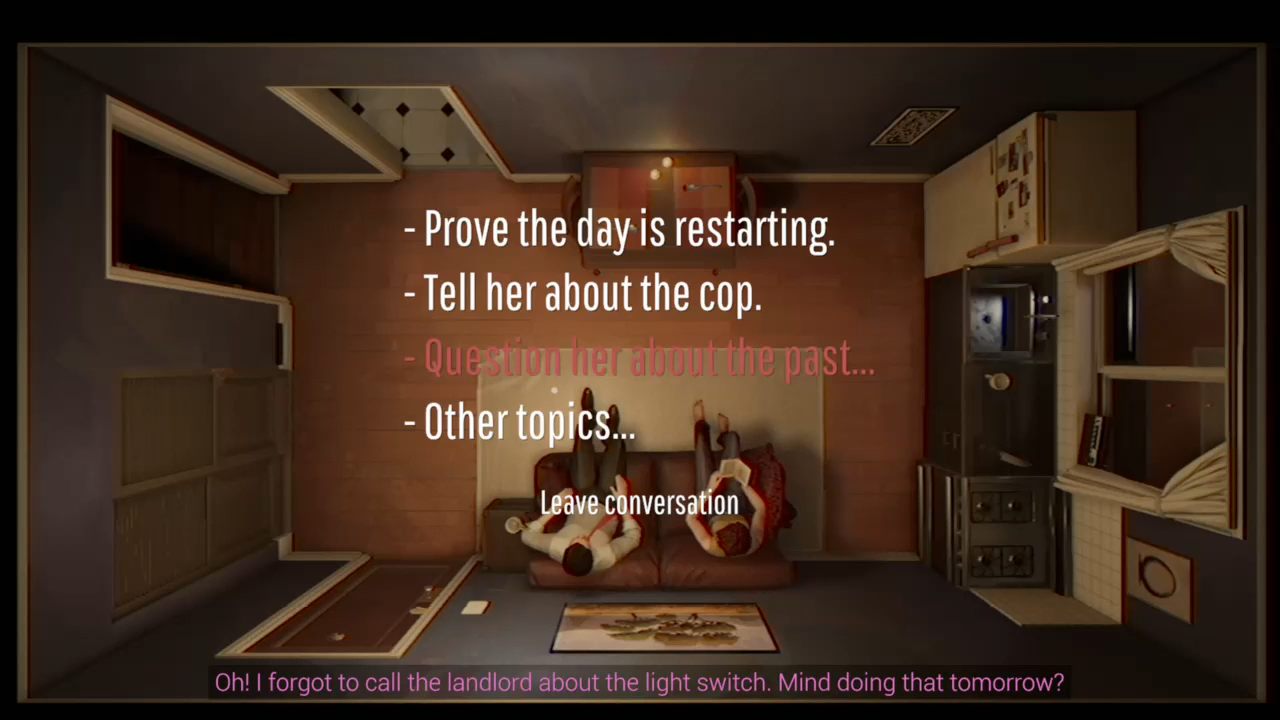 - Prove the day is restarting.
- Tell her about the cop.
- Question her about the past...
- Other topics...
Leave conversation
Oh! I forgot to call the landlord about the light switch. Mind doing that tomorrow?